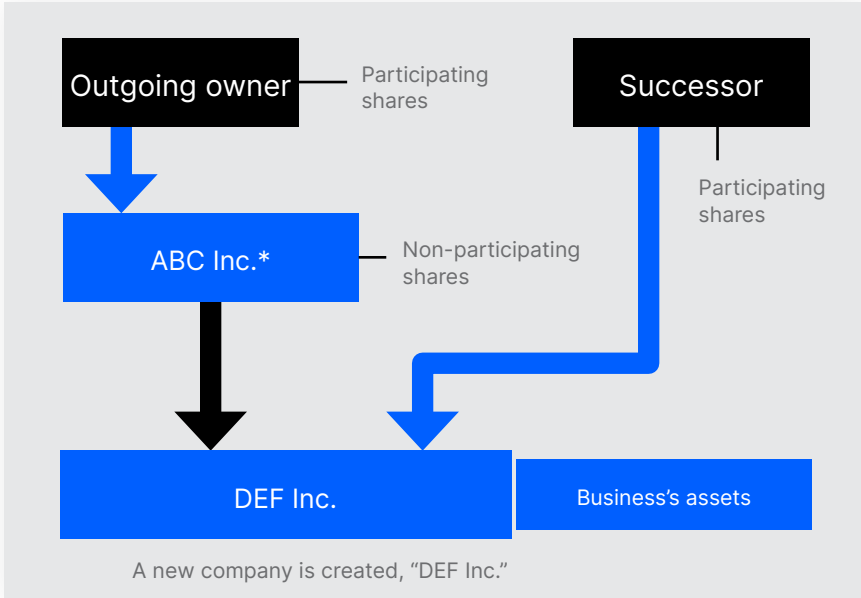 Outgoing owner
Participating
shares
Successor
Participating
shares
ABC Inc.*
Non-participating
shares
DEF Inc.
Business’s assets
A new company is created, “DEF Inc.”